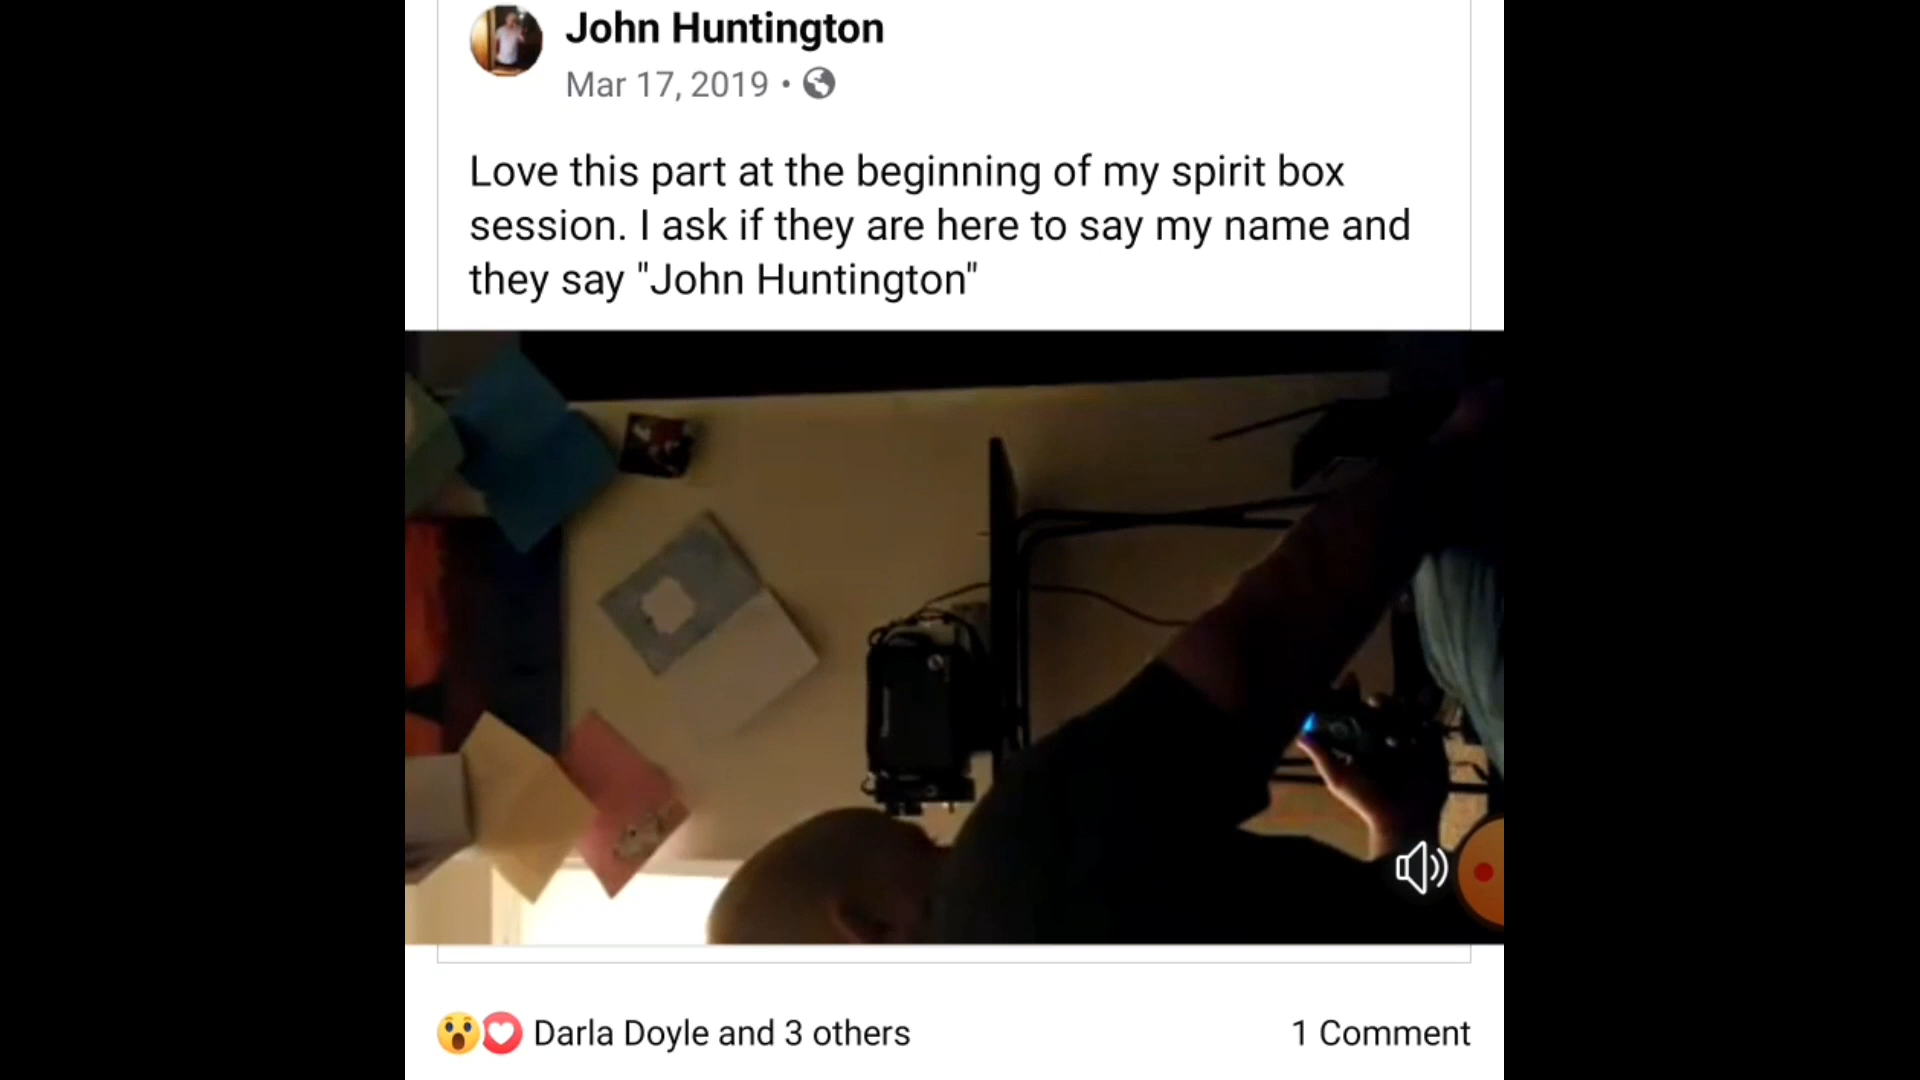 John Huntington
Mar 17, 2019 •
Love this part at the beginning of my spirit box
session. I ask if they are here to say my name and
they say "John Huntington"
Darla Doyle and 3 others
1 Comment